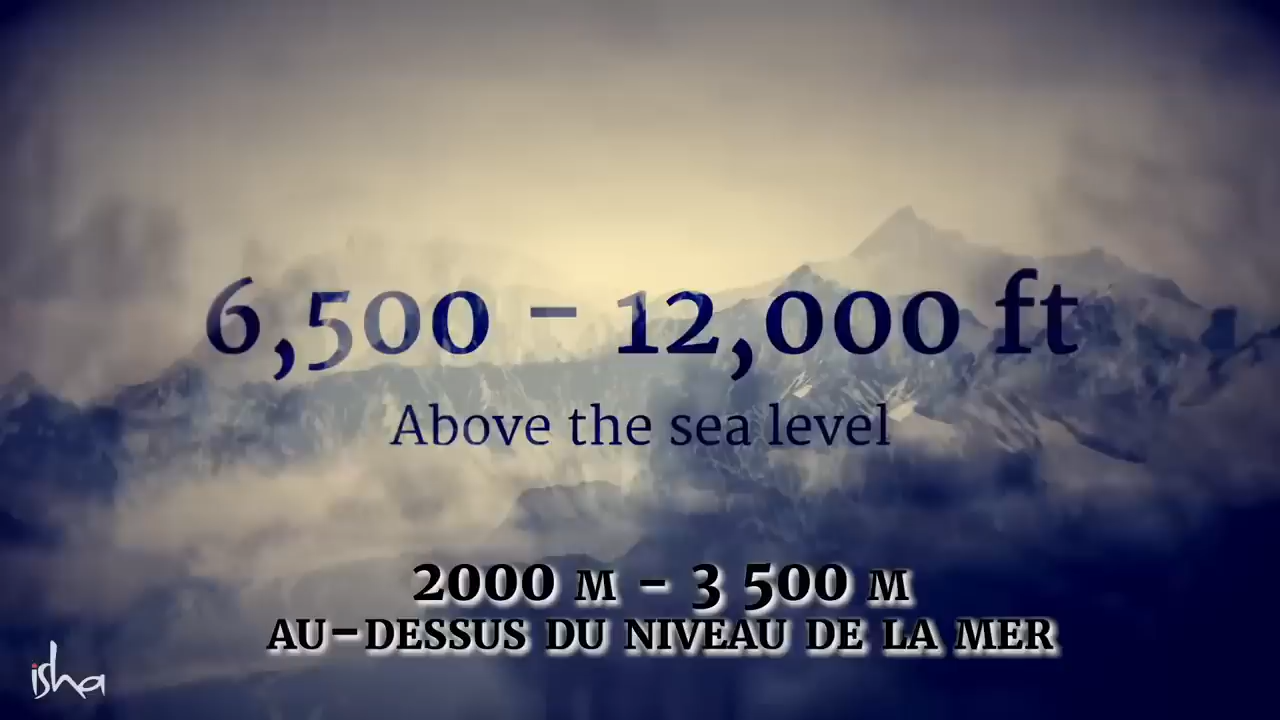 6,500 - 12,000 ft
Above the sea level
2000 M - 3 500 M
AU-DESSUS DU NIVEAU DE LA MER
isha